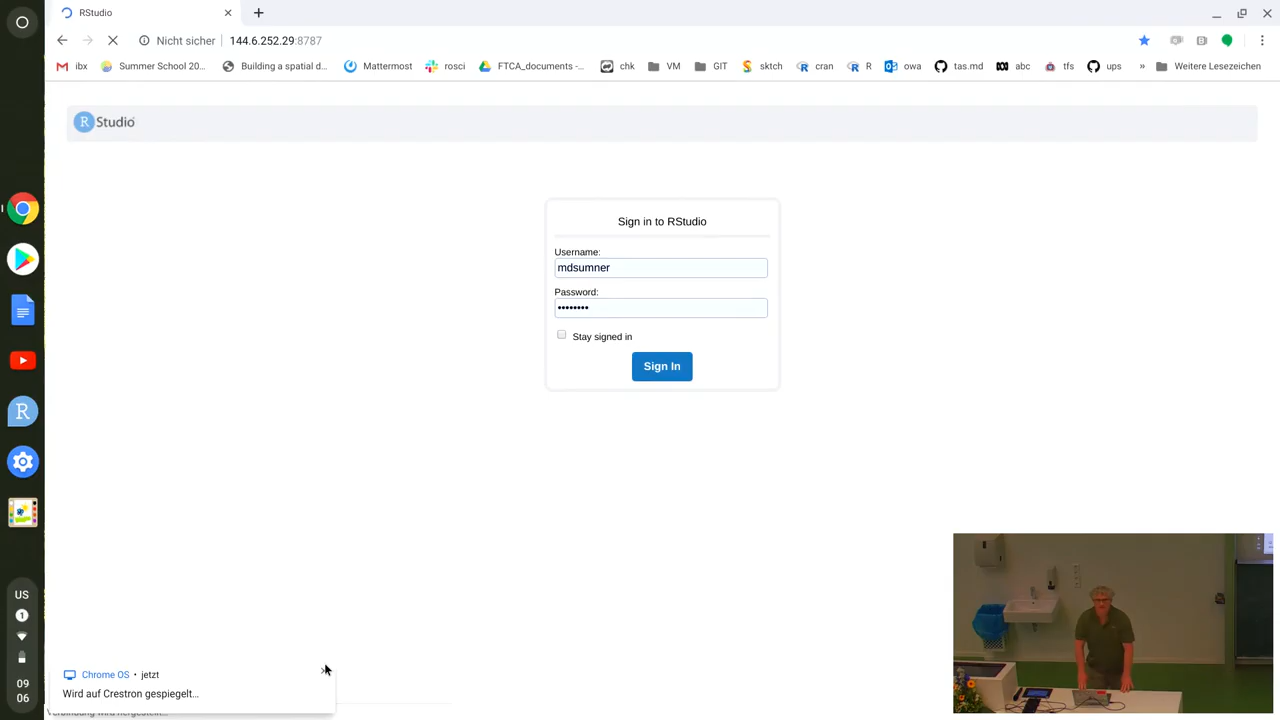 RStudio
Nicht sicher 144.6.252.29:8787
ibx Summer School 20... Building a spatial d... Mattermost rosci FTCA_documents -... chk VM GIT sktch cran R owa tas.md abc tfs ups » Weitere Lesezeichen
R Studio
Sign in to RStudio
Username:
mdsumner
Password:
••••••••
Stay signed in
Sign In
US
1
09
06
Chrome OS • jetzt
Wird auf Crestron gespiegelt...